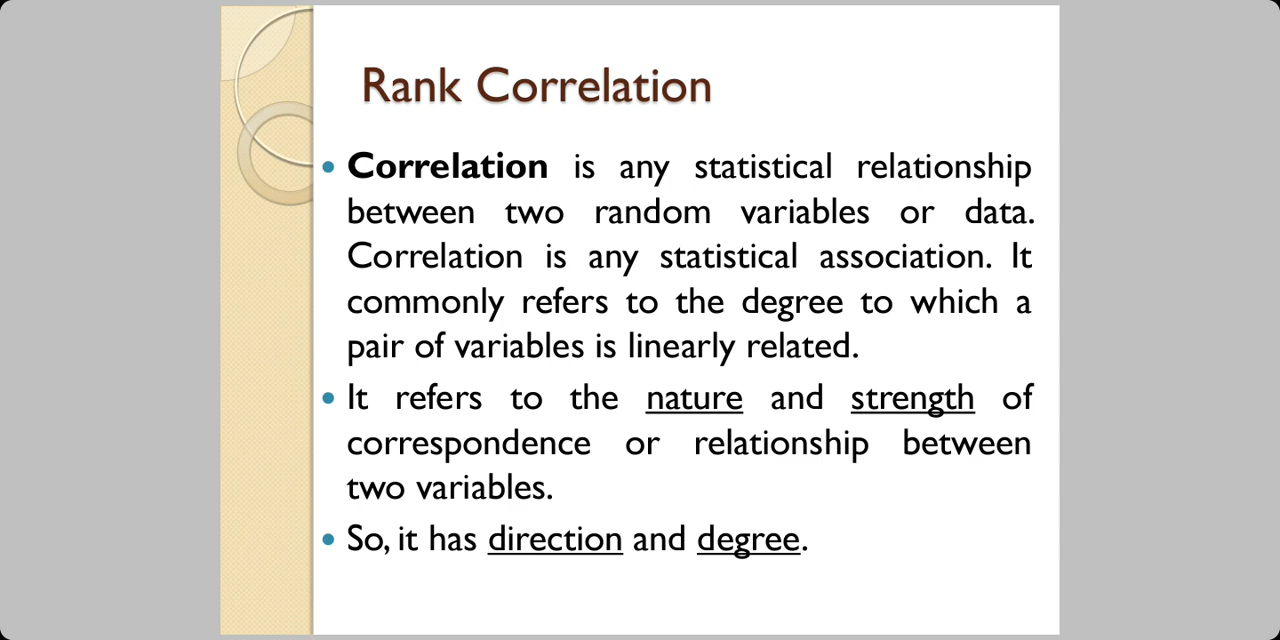 Rank Correlation
• Correlation is any statistical relationship
between two random variables or data.
Correlation is any statistical association. It
commonly refers to the degree to which a
pair of variables is linearly related.
• It refers to the nature and strength of
correspondence or relationship between
two variables.
• So, it has direction and degree.